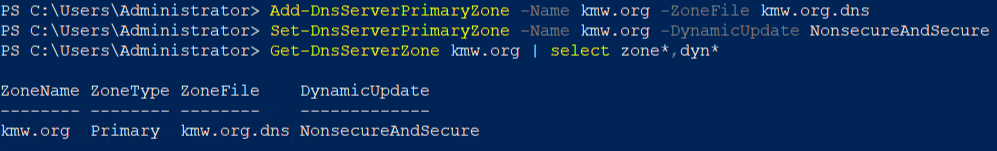 PS C:\Users\Administrator> Add-DnsServerPrimaryZone -Name kmw.org -ZoneFile kmw.org.dns
PS C:\Users\Administrator> Set-DnsServerPrimaryZone -Name kmw.org -DynamicUpdate NonsecureAndSecure
PS C:\Users\Administrator> Get-DnsServerZone kmw.org | select zone*,dyn*
ZoneName ZoneType ZoneFile    DynamicUpdate
-------- -------- --------    -------------
kmw.org  Primary  kmw.org.dns NonsecureAndSecure